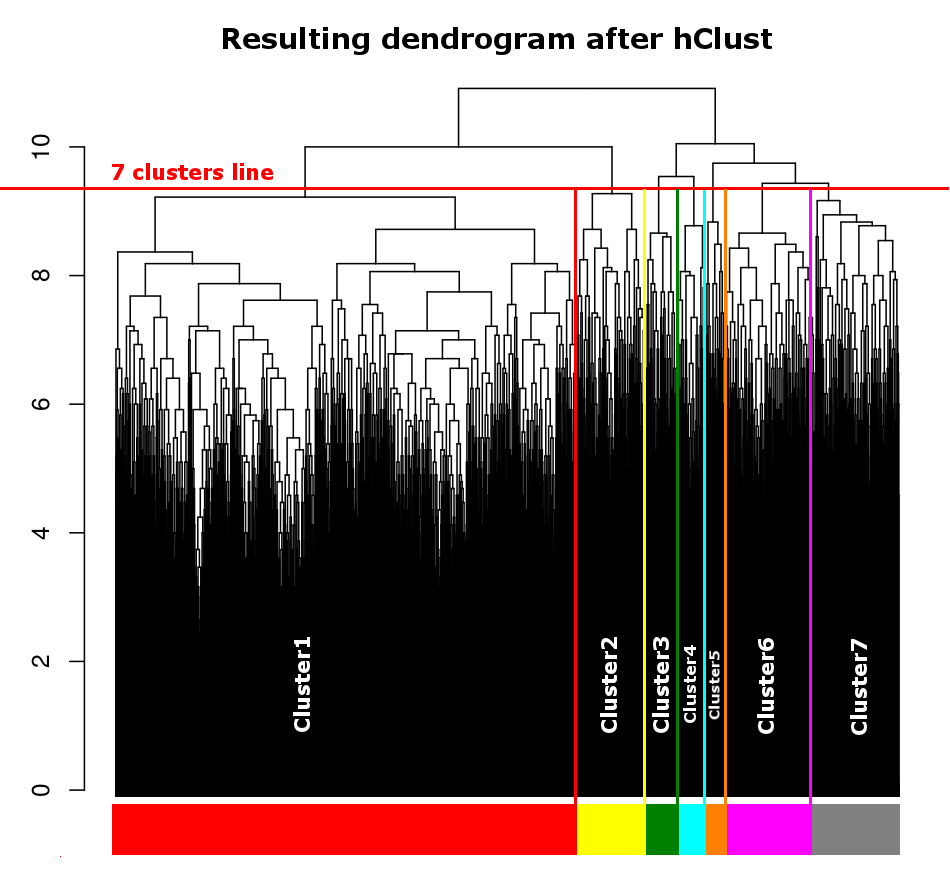 Resulting dendrogram after hClust
10
7 clusters line
8
6
4
2
0
Cluster1
Cluster2
Cluster3
Cluster4
Cluster5
Cluster6
Cluster7